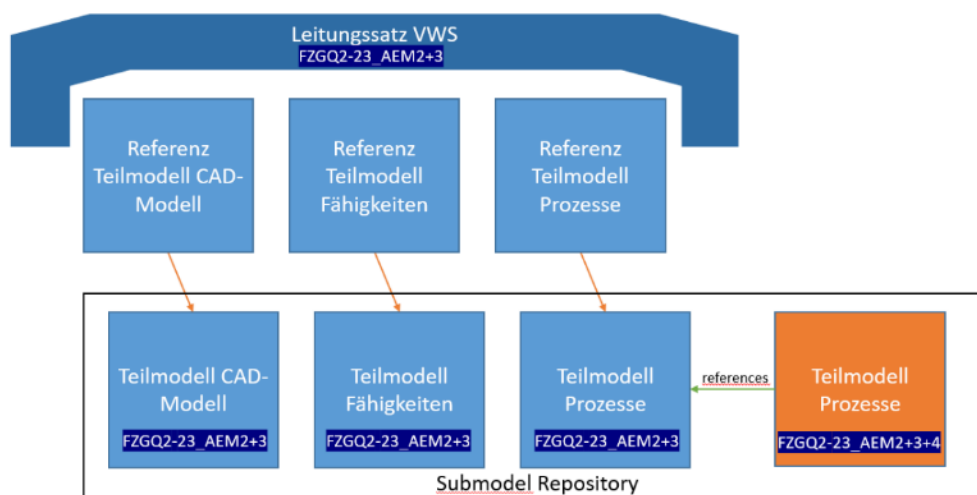 Leitungssatz VWS
FZGQ2-23_AEM2+3
Referenz
Teilmodell CAD-
Modell
Referenz
Teilmodell
Fähigkeiten
Referenz
Teilmodell
Prozesse
Teilmodell CAD-
Modell
FZGQ2-23_AEM2+3
Teilmodell
Fähigkeiten
FZGQ2-23_AEM2+3
Teilmodell
Prozesse
FZGQ2-23_AEM2+3
references
Teilmodell
Prozesse
FZGQ2-23_AEM2+3+4
Submodel Repository